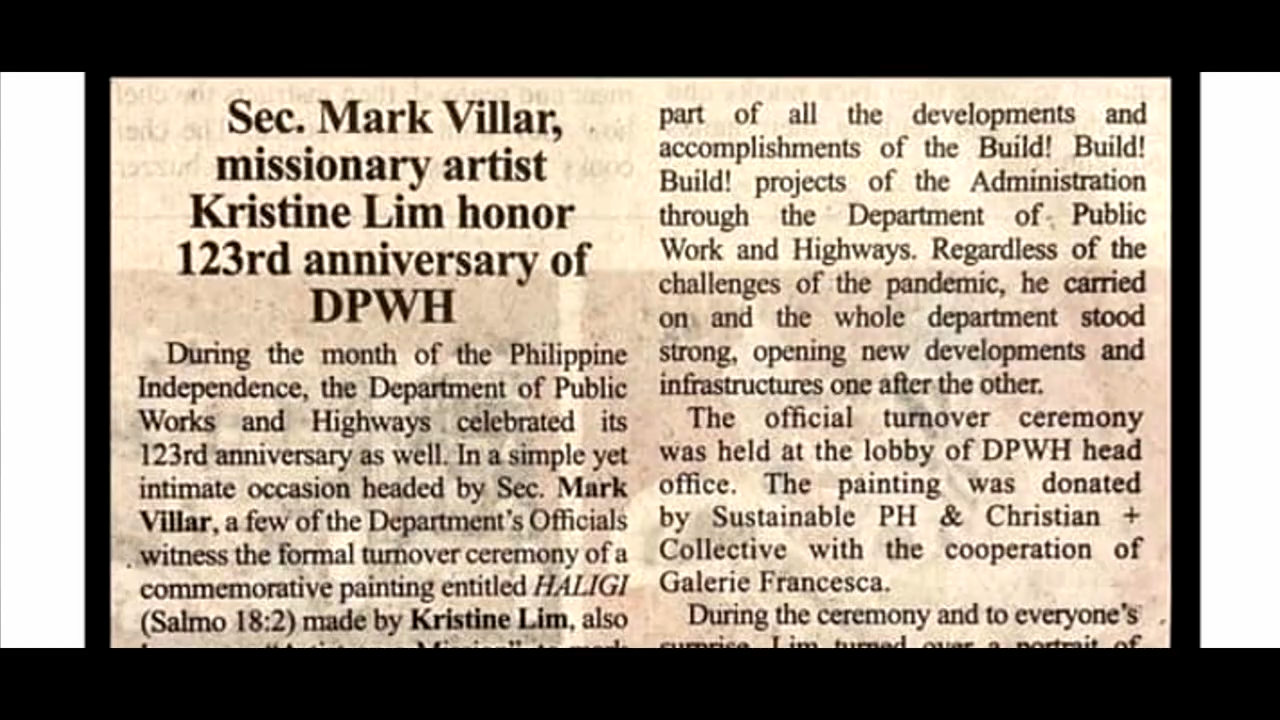 Sec. Mark Villar,
missionary artist
Kristine Lim honor
123rd anniversary of
DPWH
During the month of the Philippine
Independence, the Department of Public
Works and Highways celebrated its
123rd anniversary as well. In a simple yet
intimate occasion headed by Sec. Mark
Villar, a few of the Department's Officials
witness the formal turnover ceremony of a
commemorative painting entitled HALIGI
(Salmo 18:2) made by Kristine Lim, also
part of all the developments and
accomplishments of the Build! Build!
Build! projects of the Administration
through the Department of Public
Work and Highways. Regardless of the
challenges of the pandemic, he carried
on and the whole department stood
strong, opening new developments and
infrastructures one after the other.
The official turnover ceremony
was held at the lobby of DPWH head
office. The painting was donated
by Sustainable PH & Christian +
Collective with the cooperation of
Galerie Francesca.
During the ceremony and to everyone's
surprise, Lim turned over a portrait of